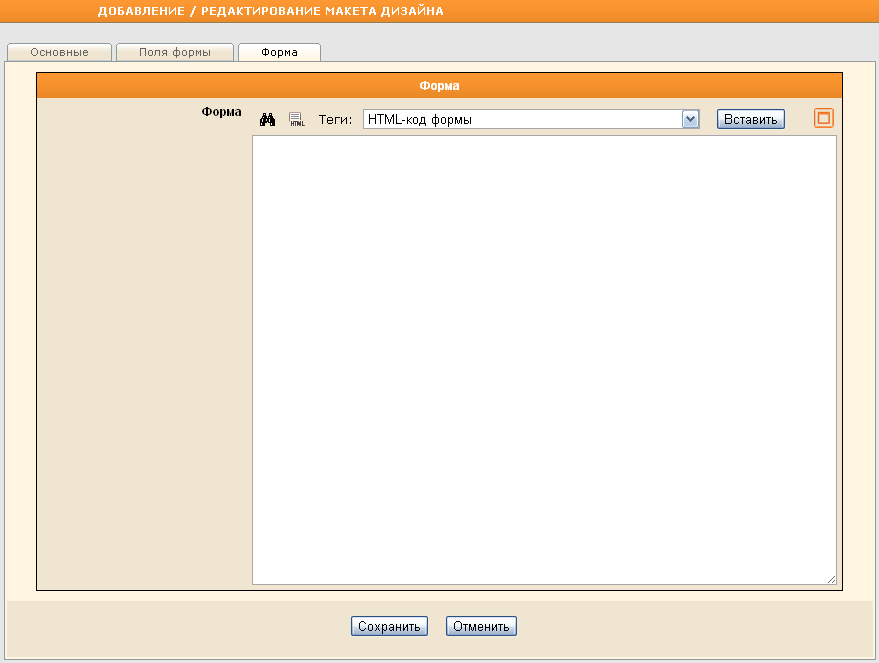 ДОБАВЛЕНИЕ / РЕДАКТИРОВАНИЕ МАКЕТА ДИЗАЙНА
Основные Поля формы Форма
Форма
Форма HTML Теги: HTML-код формы Вставить
Сохранить Отменить